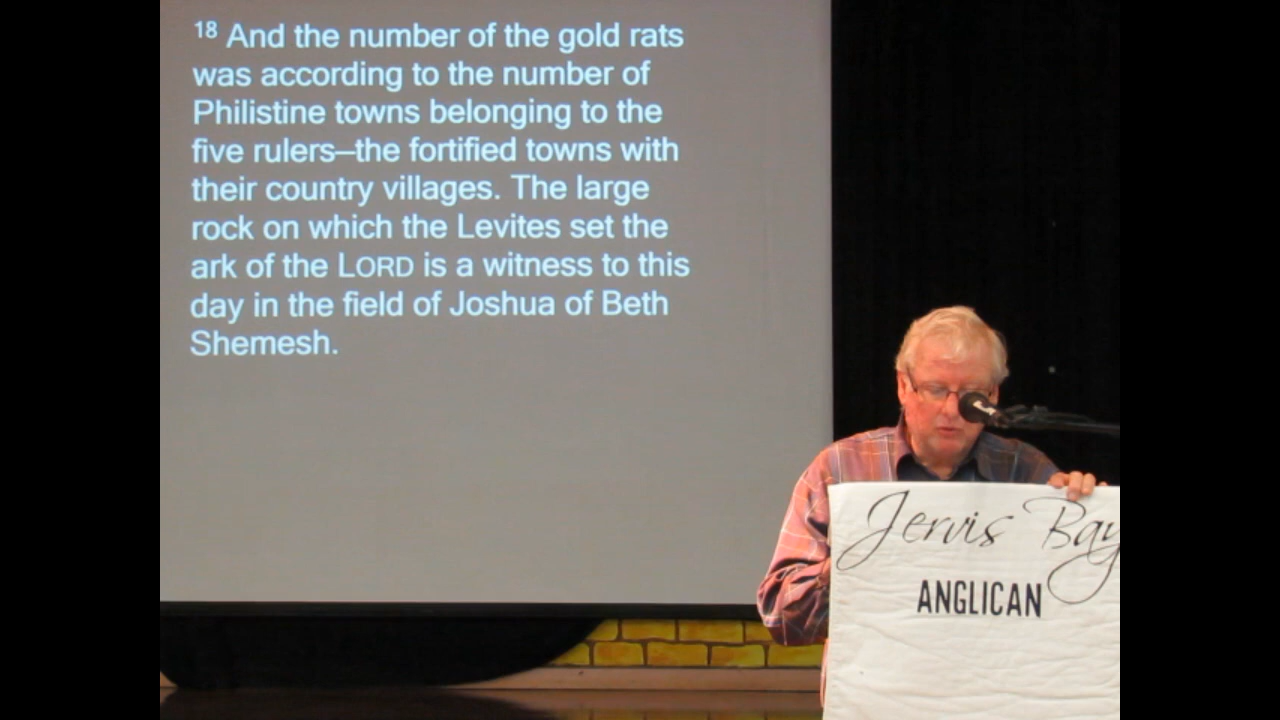 18 And the number of the gold rats
was according to the number of
Philistine towns belonging to the
five rulers—the fortified towns with
their country villages. The large
rock on which the Levites set the
ark of the LORD is a witness to this
day in the field of Joshua of Beth
Shemesh.
Jervis Bay
ANGLICAN